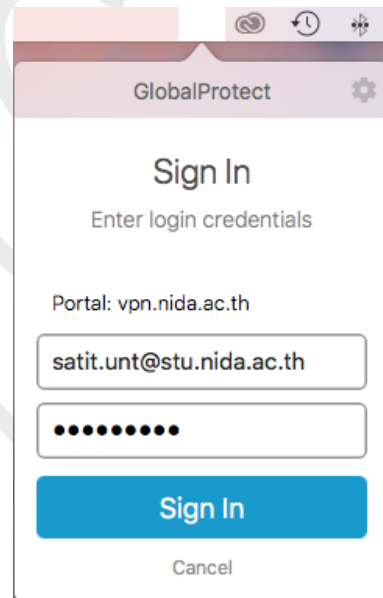 GlobalProtect
Sign In
Enter login credentials
Portal: vpn.nida.ac.th
satit.unt@stu.nida.ac.th
•••••••••
Sign In
Cancel